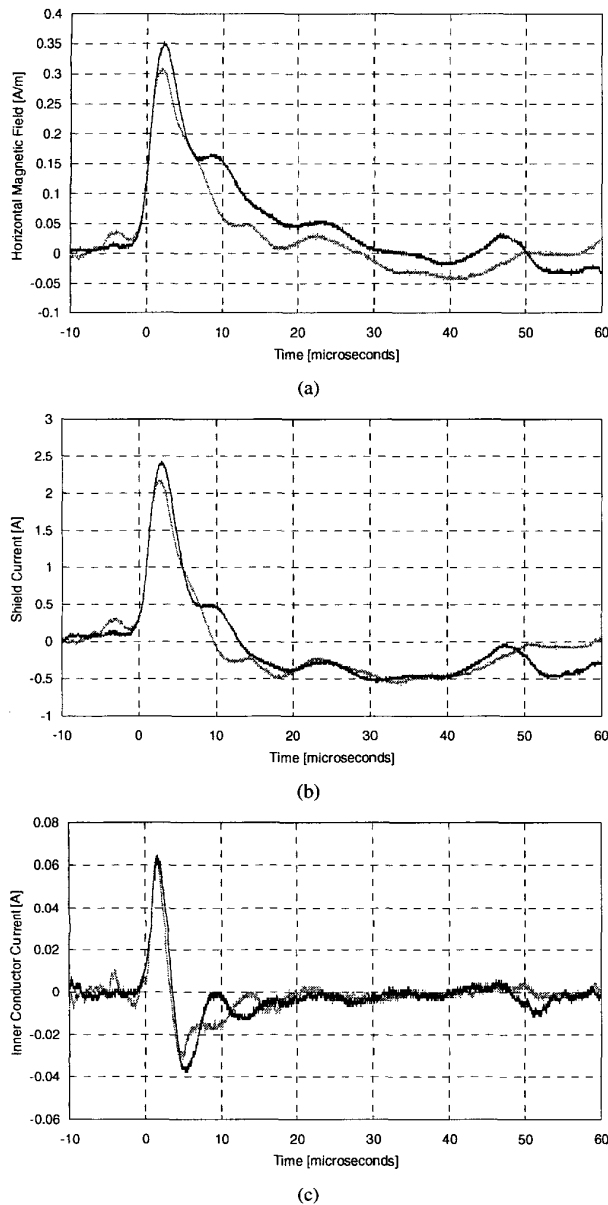 0.4
0.35
0.3
0.25
0.2
0.15
0.1
0.05
0
-0.05
-0.1
Horizontal Magnetic Field [A/m]
-10 0 10 20 30 40 50 60
Time [microseconds]
(a)
3
2.5
2
1.5
1
0.5
0
-0.5
-1
Shield Current [A]
-10 0 10 20 30 40 50 60
Time [microseconds]
(b)
0.08
0.06
0.04
0.02
0
-0.02
-0.04
-0.06
Inner Conductor Current [A]
-10 0 10 20 30 40 50 60
Time [microseconds]
(c)